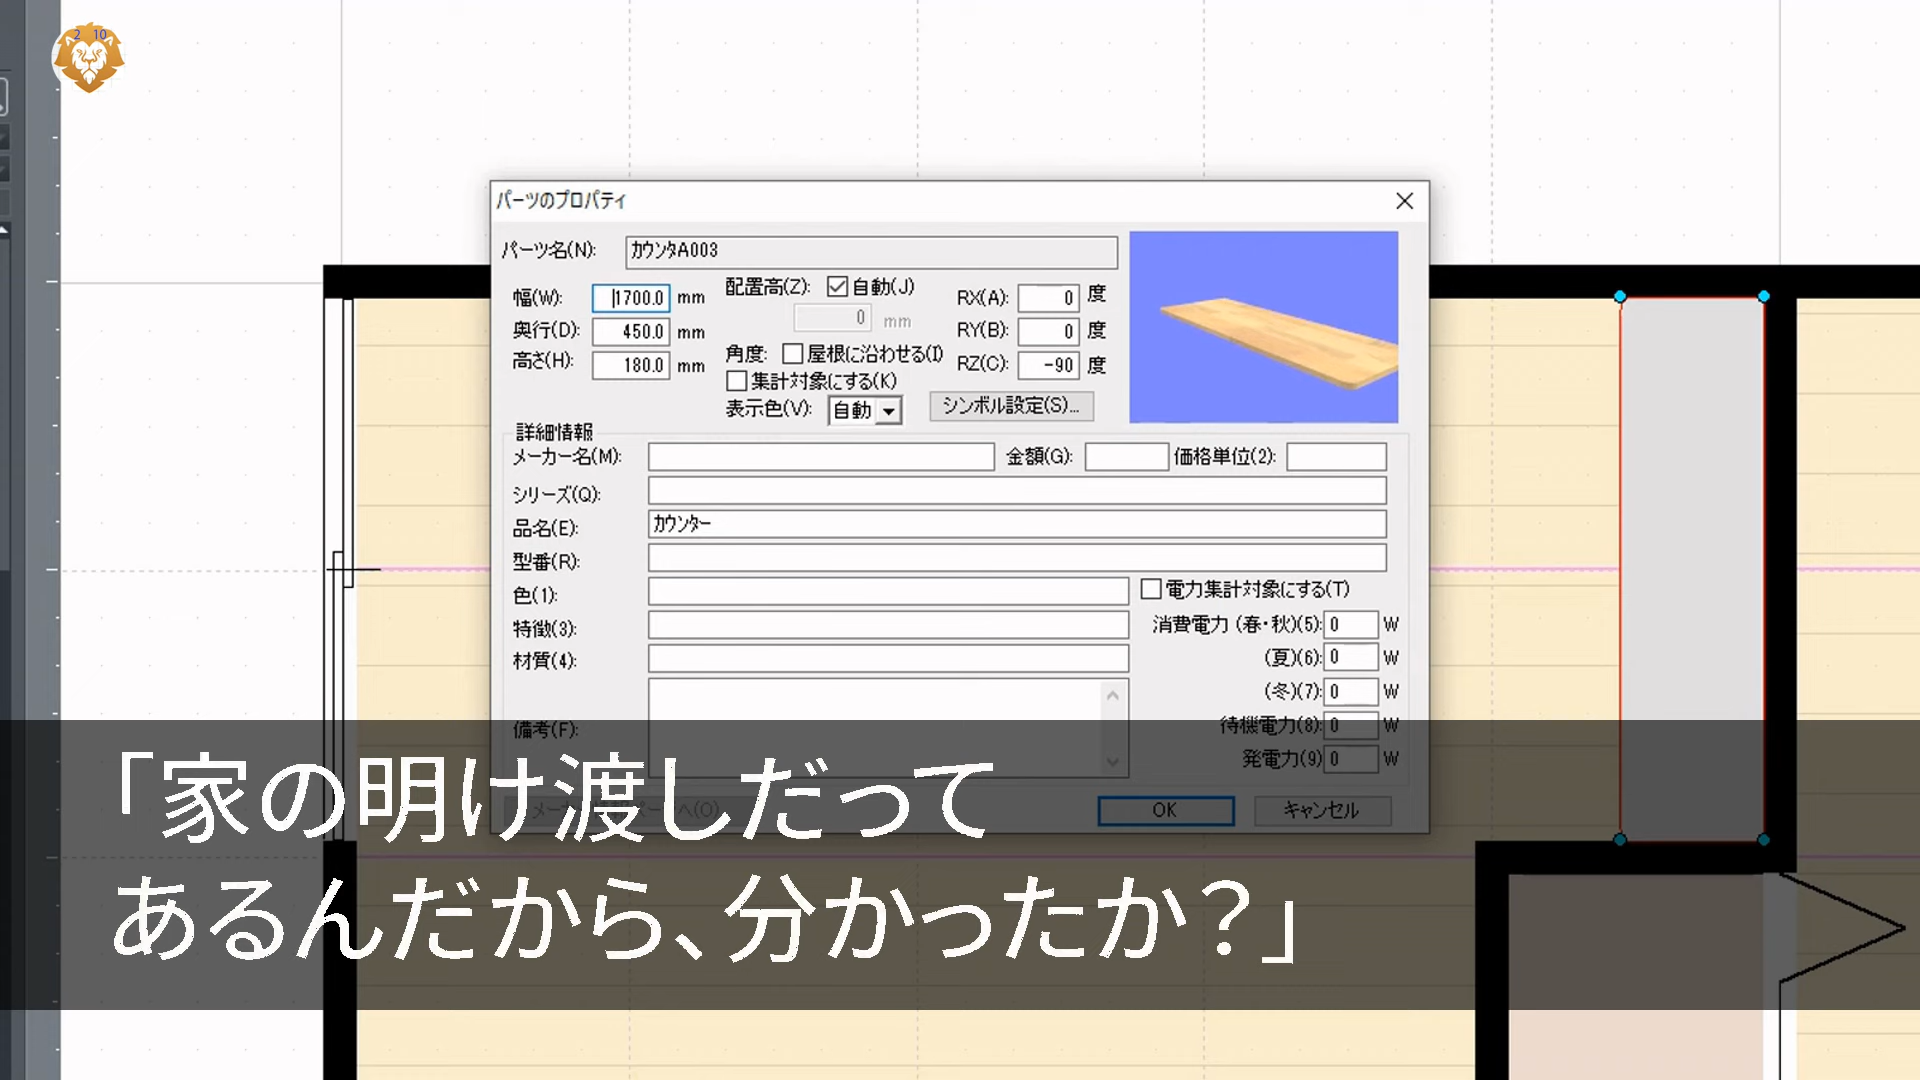 2 10
パーツのプロパティ
パーツ名(N): カウンタA003
幅(W): 1700.0 mm 配置高(Z): 自動(J) RX(A): 0 度
0 mm
奥行(D): 450.0 mm RY(B): 0 度
角度: 屋根に沿わせる(I)
高さ(H): 180.0 mm RZ(C): -90 度
集計対象にする(K)
表示色(V): 自動 シンボル設定(S)...
詳細情報
メーカー名(M): 金額(G): 価格単位(2):
シリーズ(Q):
品名(E): カウンター
型番(R):
色(1): 電力集計対象にする(T)
特徴(3): 消費電力 (春・秋)(5): 0 W
材質(4): (夏)(6): 0 W
(冬)(7): 0 W
備考(F): 待機電力(8): 0 W
発電力(9) 0 W
OK キャンセル
「家の明け渡しだって
あるんだから、分かったか？」